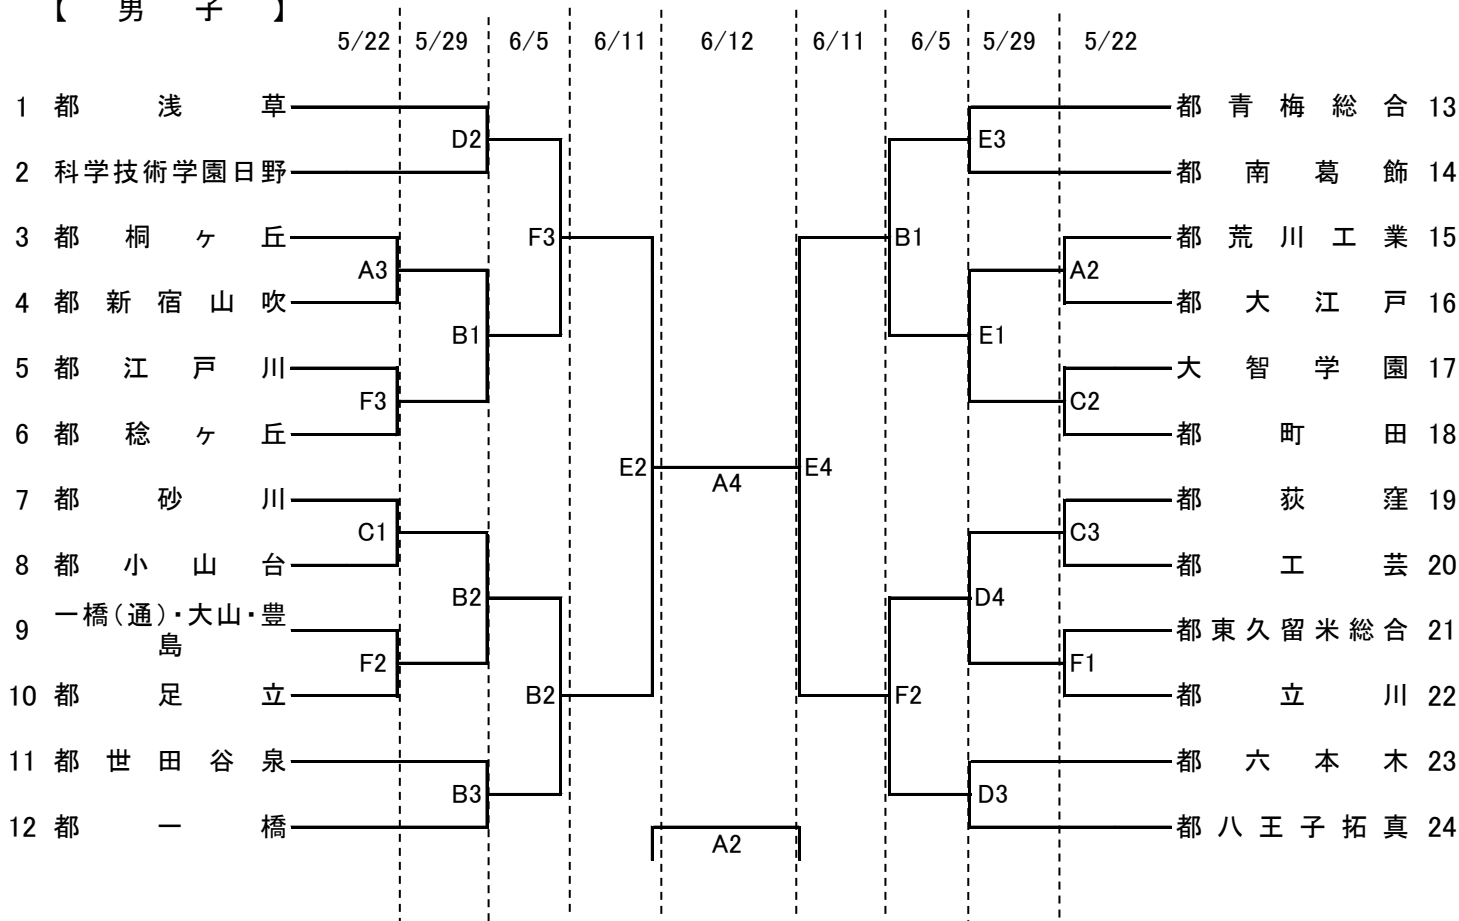 【 男 子 】
5/22 5/29 6/5 6/11 6/12 6/11 6/5 5/29 5/22
1 都 浅 草 都 青 梅 総 合 13
D2 E3
2 科学技術学園日野 都 南 葛 飾 14
3 都 桐 ヶ 丘 F3 B1 都 荒 川 工 業 15
A3 A2
4 都 新 宿 山 吹 都 大 江 戸 16
B1 E1
5 都 江 戸 川 大 智 学 園 17
F3 C2
6 都 稔 ヶ 丘 都 町 田 18
E2 A4 E4
7 都 砂 川 都 荻 窪 19
C1 C3
8 都 小 山 台 都 工 芸 20
B2 D4
9 一橋(通)・大山・豊
島 都 東 久 留 米 総 合 21
F2 F1
10 都 足 立 B2 F2 都 立 川 22
11 都 世 田 谷 泉 都 六 本 木 23
B3 D3
12 都 一 橋 都 八 王 子 拓 真 24
A2